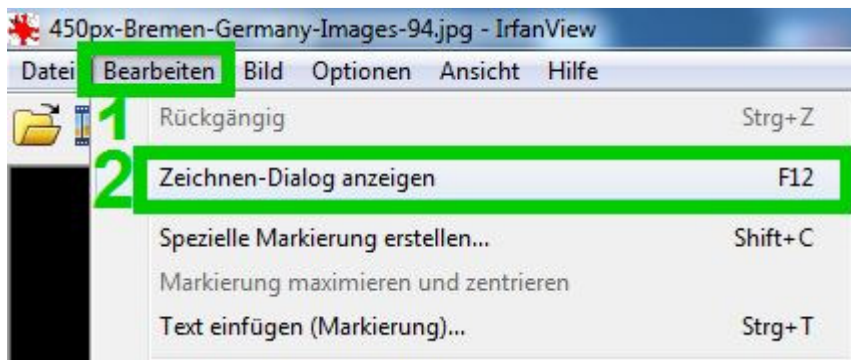 450px-Bremen-Germany-Images-94.jpg - IrfanView
Datei Bearbeiten Bild Optionen Ansicht Hilfe
1 Rückgängig Strg+Z
2 Zeichnen-Dialog anzeigen F12
Spezielle Markierung erstellen... Shift+C
Markierung maximieren und zentrieren
Text einfügen (Markierung)... Strg+T